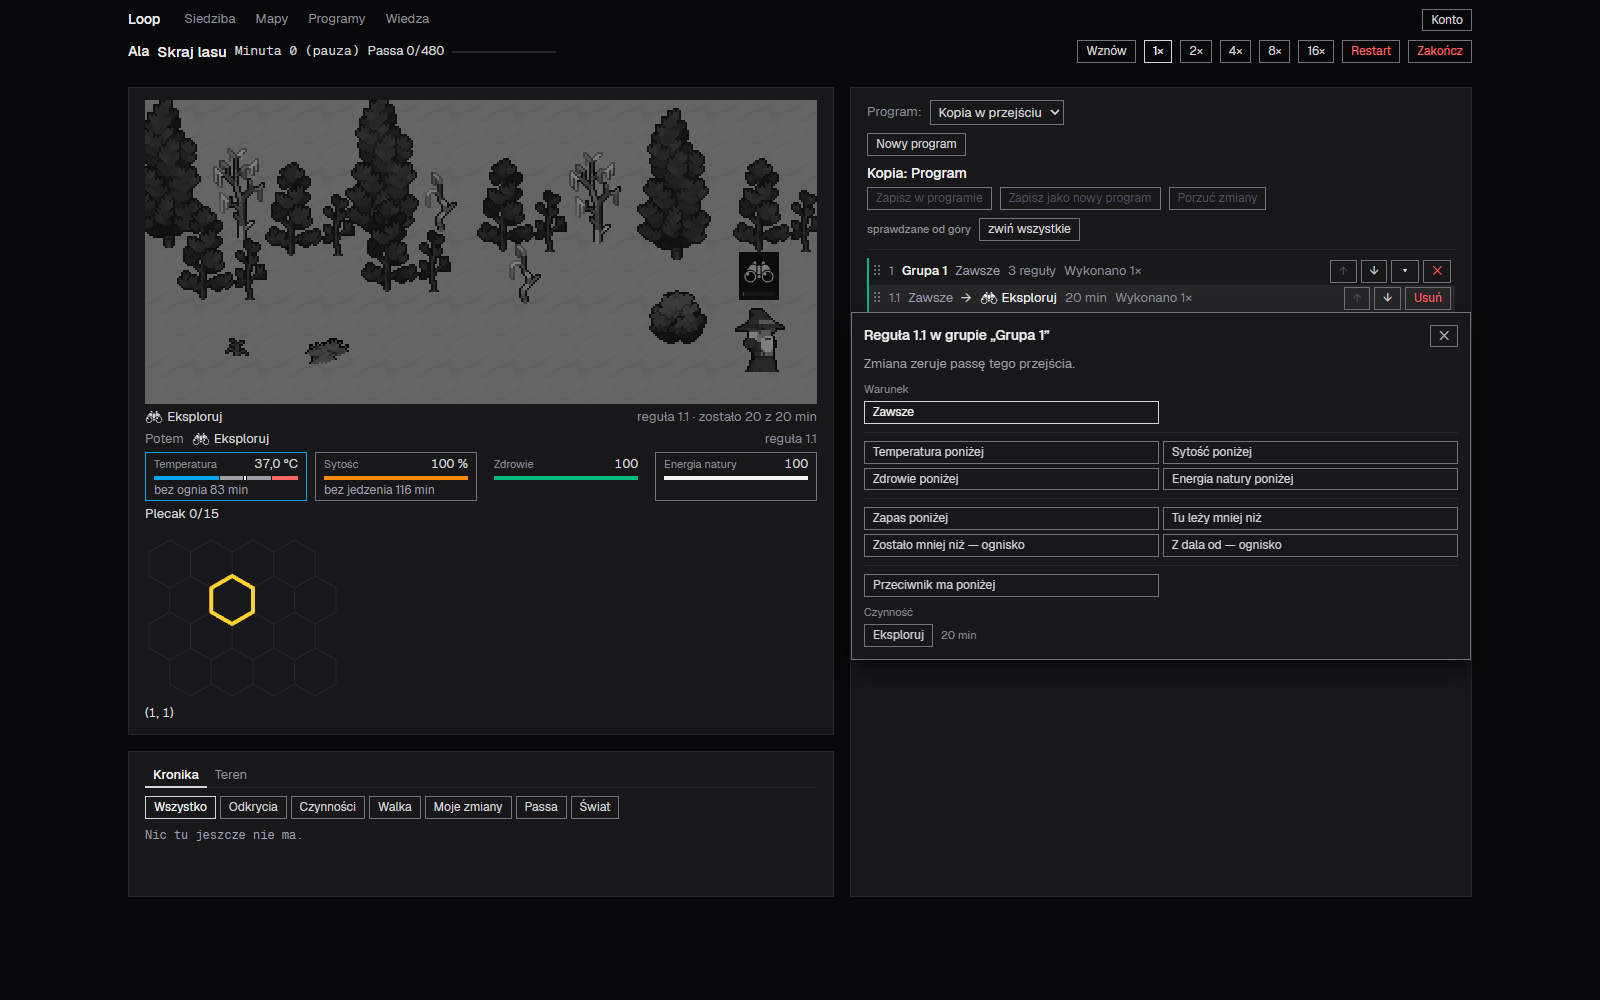 Loop Siedziba Mapy Programy Wiedza Konto
Ala Skraj lasu Minuta 0 (pauza) Passa 0/480 Wznów 1× 2× 4× 8× 16× Restart Zakończ
Eksploruj reguła 1.1 · zostało 20 z 20 min
Potem Eksploruj reguła 1.1
Temperatura 37,0 °C Sytość 100 % Zdrowie 100 Energia natury 100
bez ognia 83 min bez jedzenia 116 min
Plecak 0/15
(1, 1)
Kronika Teren
Wszystko Odkrycia Czynności Walka Moje zmiany Passa Świat
Nic tu jeszcze nie ma.
Program: Kopia w przejściu
Nowy program
Kopia: Program
Zapisz w programie Zapisz jako nowy program Porzuć zmiany
sprawdzane od góry zwiń wszystkie
1 Grupa 1 Zawsze 3 reguły Wykonano 1×
1.1 Zawsze → Eksploruj 20 min Wykonano 1× Usuń
Reguła 1.1 w grupie „Grupa 1”
Zmiana zeruje passę tego przejścia.
Warunek
Zawsze
Temperatura poniżej Sytość poniżej
Zdrowie poniżej Energia natury poniżej
Zapas poniżej Tu leży mniej niż
Zostało mniej niż — ognisko Z dala od — ognisko
Przeciwnik ma poniżej
Czynność
Eksploruj 20 min